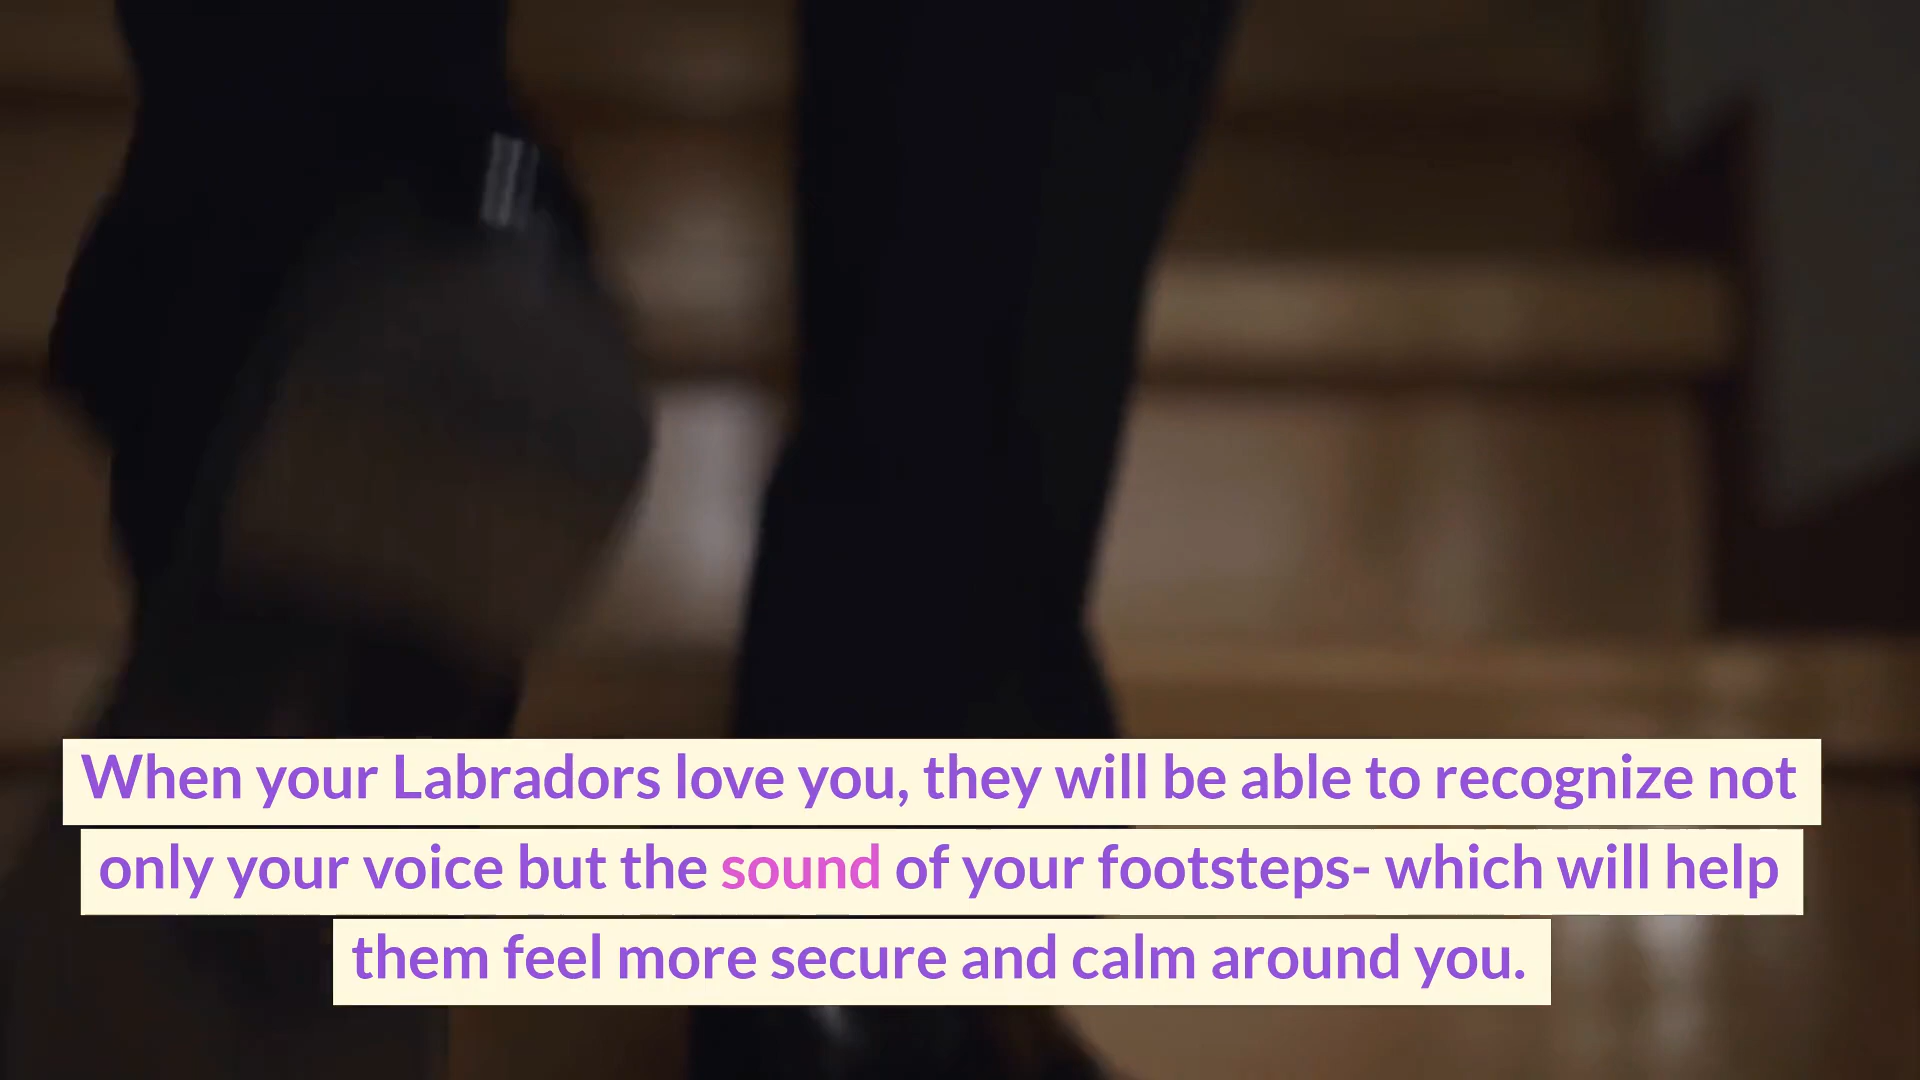 When your Labradors love you, they will be able to recognize not
only your voice but the sound of your footsteps- which will help
them feel more secure and calm around you.